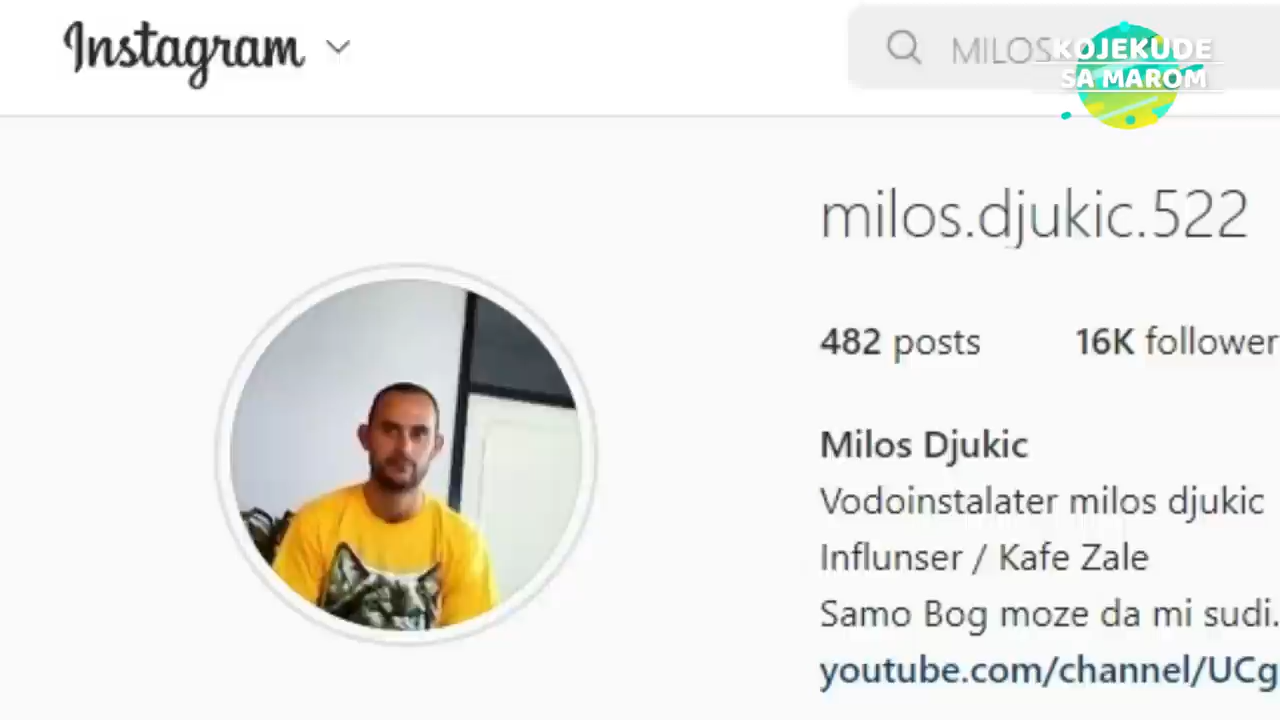 Instagram
MILOS
KOJEKUDE
SA MAROM
milos.djukic.522
482 posts 16K follower
Milos Djukic
Vodoinstalater milos djukic
Influnser / Kafe Zale
Samo Bog moze da mi sudi.
youtube.com/channel/UCg